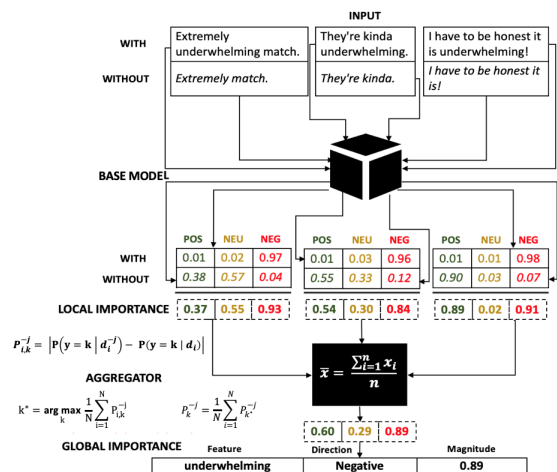 INPUT
WITH
Extremely underwhelming match.
They're kinda underwhelming.
I have to be honest it is underwhelming!
WITHOUT
Extremely match.
They're kinda.
I have to be honest it is!
BASE MODEL
POS NEU NEG POS NEU NEG POS NEU NEG
WITH 0.01 0.02 0.97 0.01 0.03 0.96 0.01 0.01 0.98
WITHOUT 0.38 0.57 0.04 0.55 0.33 0.12 0.90 0.03 0.07
LOCAL IMPORTANCE 0.37 0.55 0.93 0.54 0.30 0.84 0.89 0.02 0.91
P_{i,k}^{-j} = |P(y = k | d_i^{-j}) − P(y = k | d_i)|
x̅ = ∑_{i=1}^{n} x_i / n
AGGREGATOR
k* = arg max_k 1/N ∑_{i=1}^{N} P_{i,k}^{-j} P_k^{-j} = 1/N ∑_{i=1}^{N} P_{k*}^{-j}
0.60 0.29 0.89
GLOBAL IMPORTANCE
Feature Direction Magnitude
underwhelming Negative 0.89